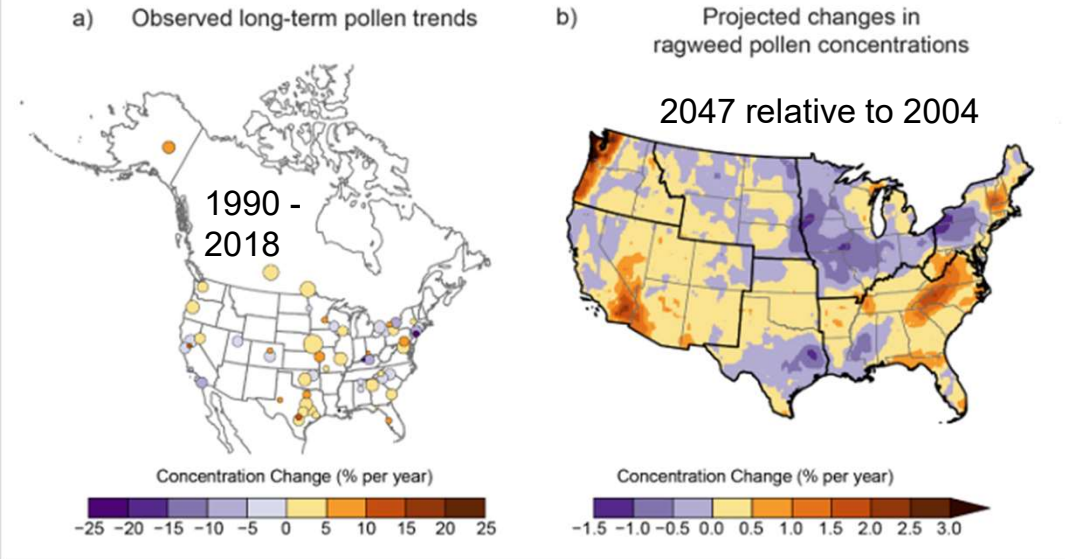 a) Observed long-term pollen trends
1990 -
2018
Concentration Change (% per year)
−25 −20 −15 −10 −5 0 5 10 15 20 25
b) Projected changes in
ragweed pollen concentrations
2047 relative to 2004
Concentration Change (% per year)
−1.5 −1.0 −0.5 0.0 0.5 1.0 1.5 2.0 2.5 3.0